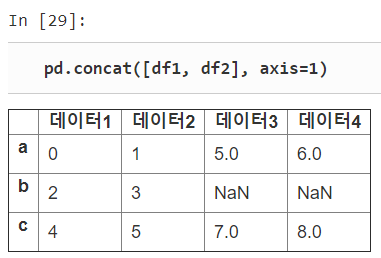 In [29]:
pd.concat([df1, df2], axis=1)
데이터1 데이터2 데이터3 데이터4
a 0 1 5.0 6.0
b 2 3 NaN NaN
c 4 5 7.0 8.0